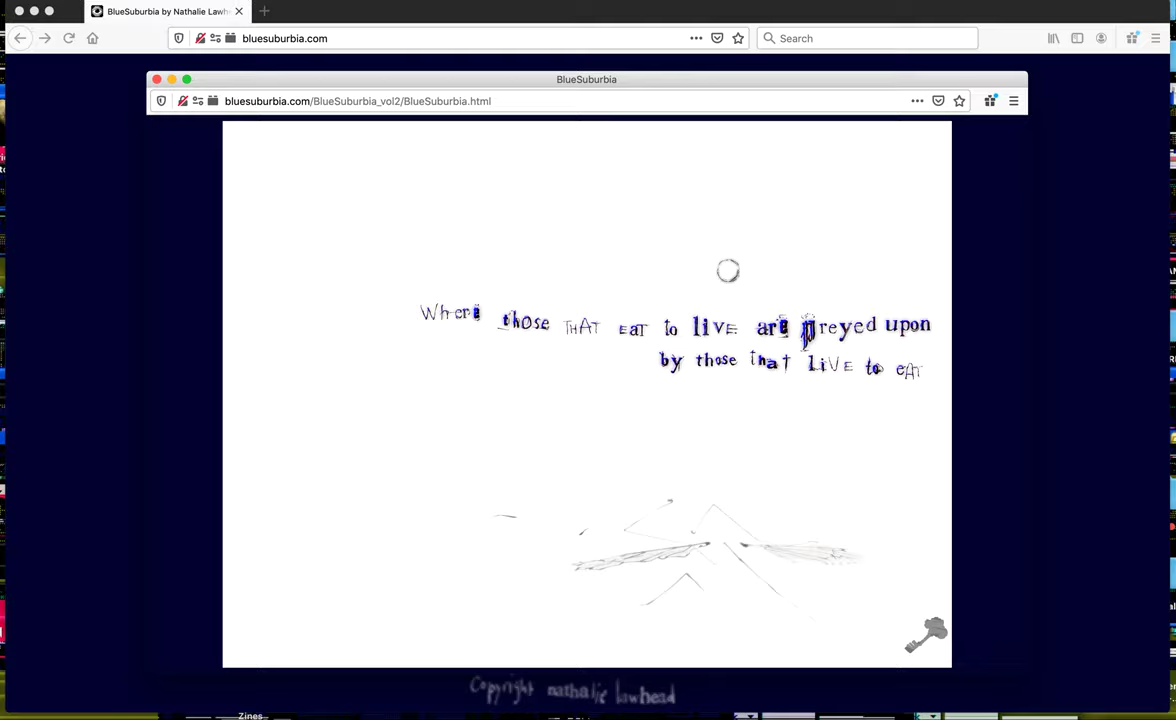 BlueSuburbia by Nathalie Lawh
bluesuburbia.com
Search
BlueSuburbia
bluesuburbia.com/BlueSuburbia_vol2/BlueSuburbia.html
Where those THAT EaT to livE are preyed upon
by those that LiVE to eAT
Copyright nathalie lawhead
Zines